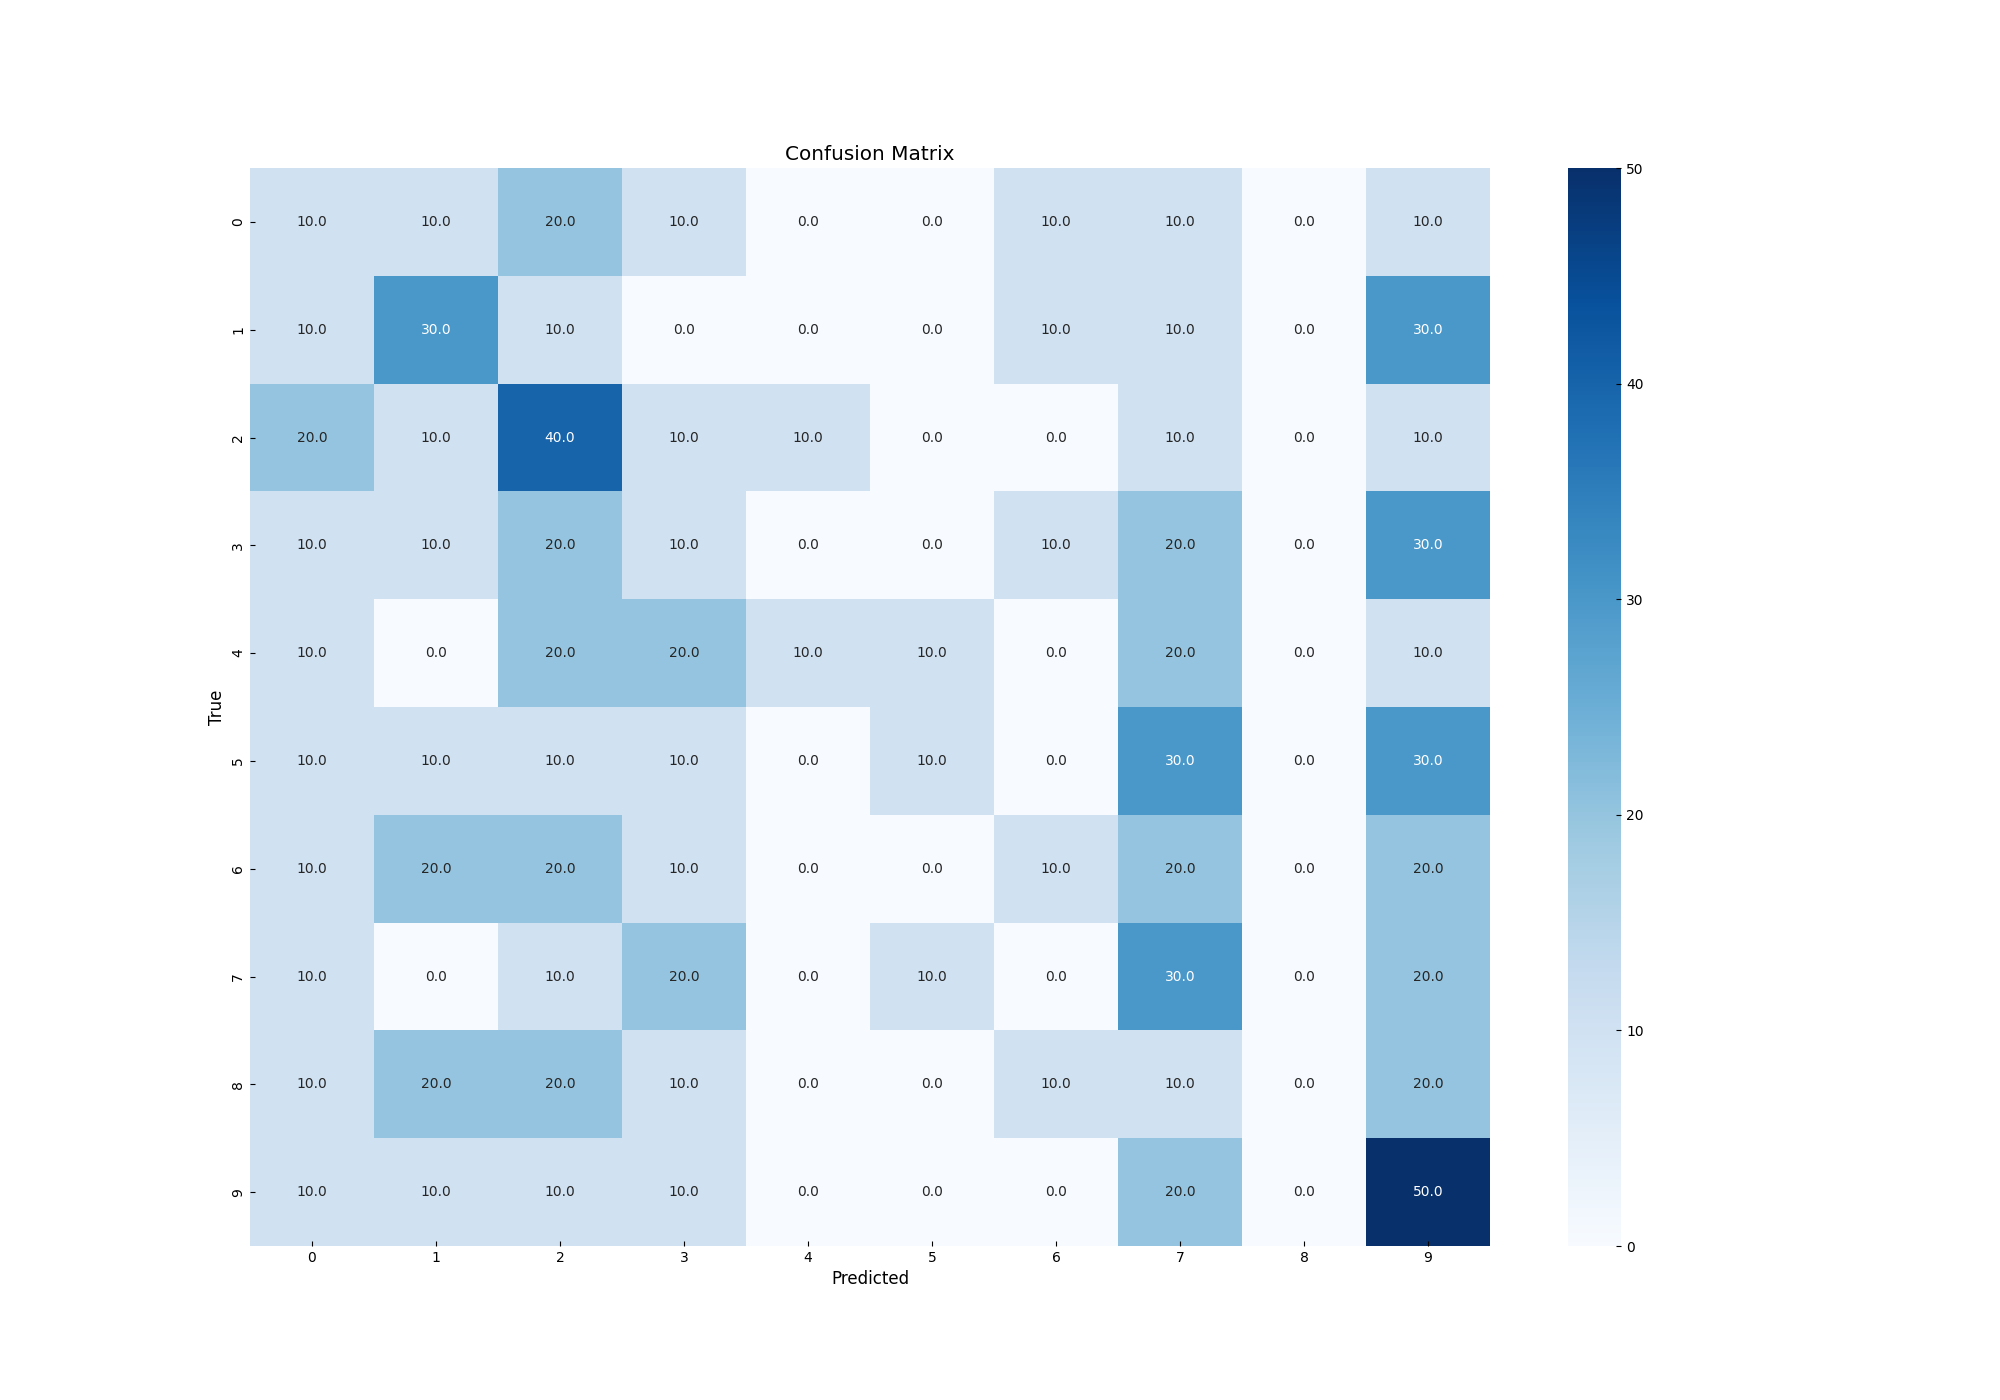 Confusion Matrix
0 10.0 10.0 20.0 10.0 0.0 0.0 10.0 10.0 0.0 10.0
1 10.0 30.0 10.0 0.0 0.0 0.0 10.0 10.0 0.0 30.0
2 20.0 10.0 40.0 10.0 10.0 0.0 0.0 10.0 0.0 10.0
3 10.0 10.0 20.0 10.0 0.0 0.0 10.0 20.0 0.0 30.0
4 10.0 0.0 20.0 20.0 10.0 10.0 0.0 20.0 0.0 10.0
True
5 10.0 10.0 10.0 10.0 0.0 10.0 0.0 30.0 0.0 30.0
6 10.0 20.0 20.0 10.0 0.0 0.0 10.0 20.0 0.0 20.0
7 10.0 0.0 10.0 20.0 0.0 10.0 0.0 30.0 0.0 20.0
8 10.0 20.0 20.0 10.0 0.0 0.0 10.0 10.0 0.0 20.0
9 10.0 10.0 10.0 10.0 0.0 0.0 0.0 20.0 0.0 50.0
0 1 2 3 4 5 6 7 8 9
Predicted
50
40
30
20
10
0